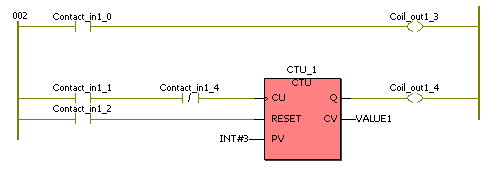 002
Contact_in1_0 Coil_out1_3
CTU_1
Contact_in1_1 Contact_in1_4 CTU Coil_out1_4
CU Q
Contact_in1_2
RESET CV VALUE1
INT#3 PV